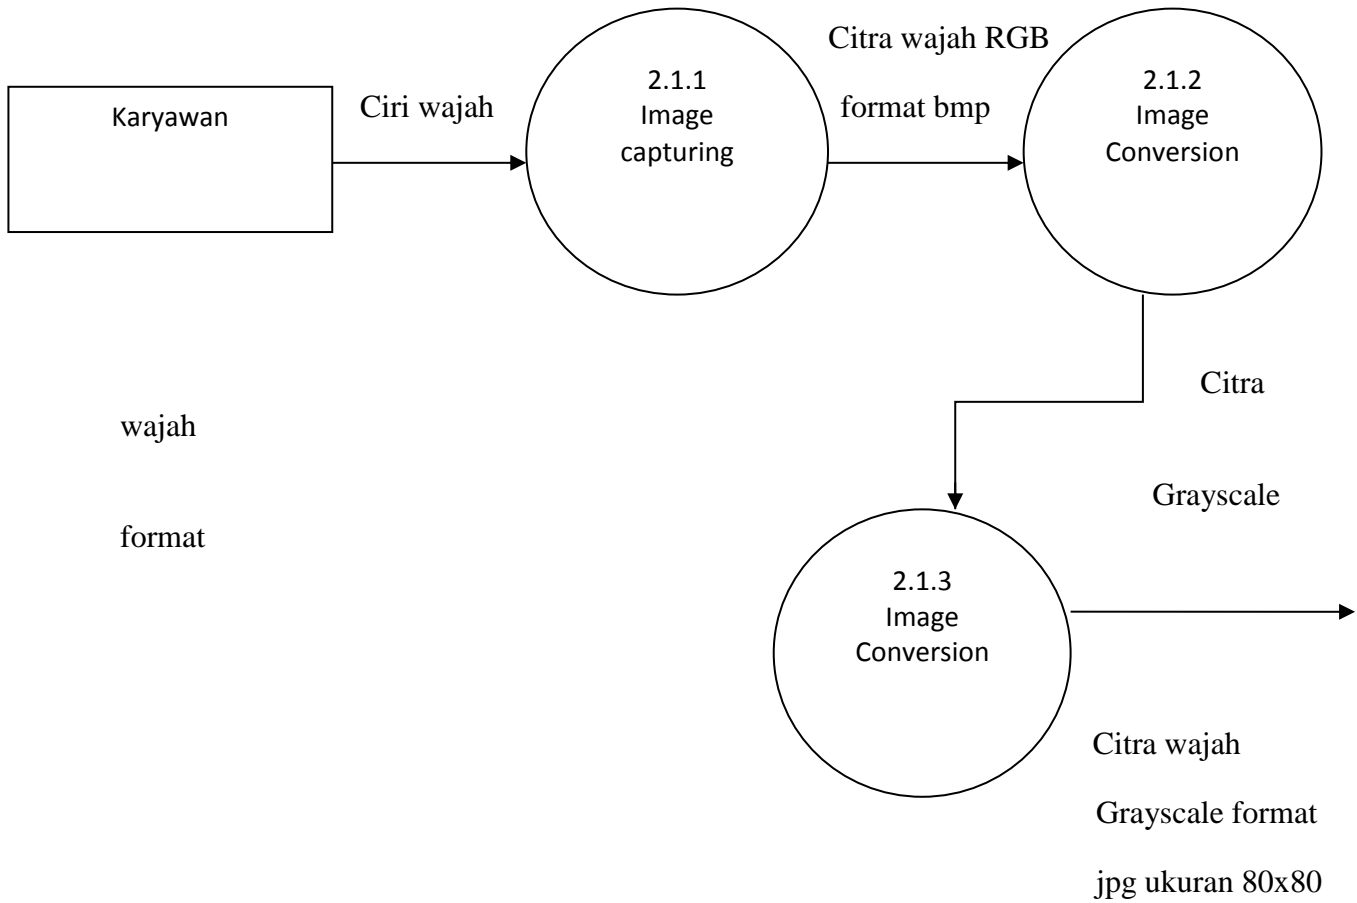 Karyawan
Ciri wajah
2.1.1
Image
capturing
Citra wajah RGB
format bmp
2.1.2
Image
Conversion
Citra
wajah
Grayscale
format
2.1.3
Image
Conversion
Citra wajah
Grayscale format
jpg ukuran 80x80